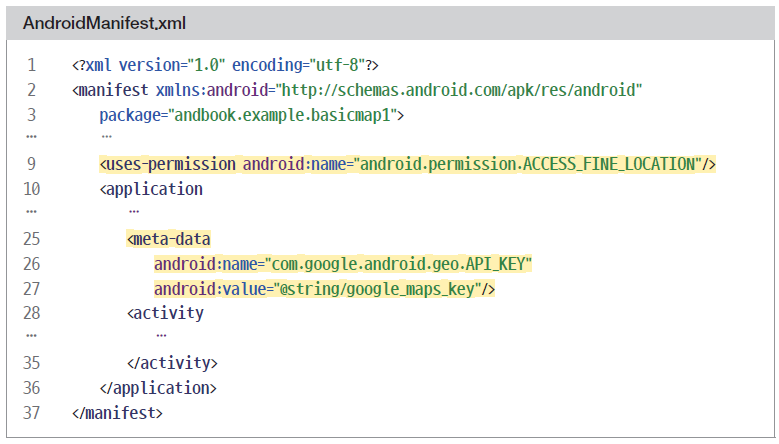 AndroidManifest.xml
1 <?xml version="1.0" encoding="utf-8"?>
2 <manifest xmlns:android="http://schemas.android.com/apk/res/android"
3 package="andbook.example.basicmap1">
… …
9 <uses-permission android:name="android.permission.ACCESS_FINE_LOCATION"/>
10 <application
… …
25 <meta-data
26 android:name="com.google.android.geo.API_KEY"
27 android:value="@string/google_maps_key"/>
28 <activity
… …
35 </activity>
36 </application>
37 </manifest>